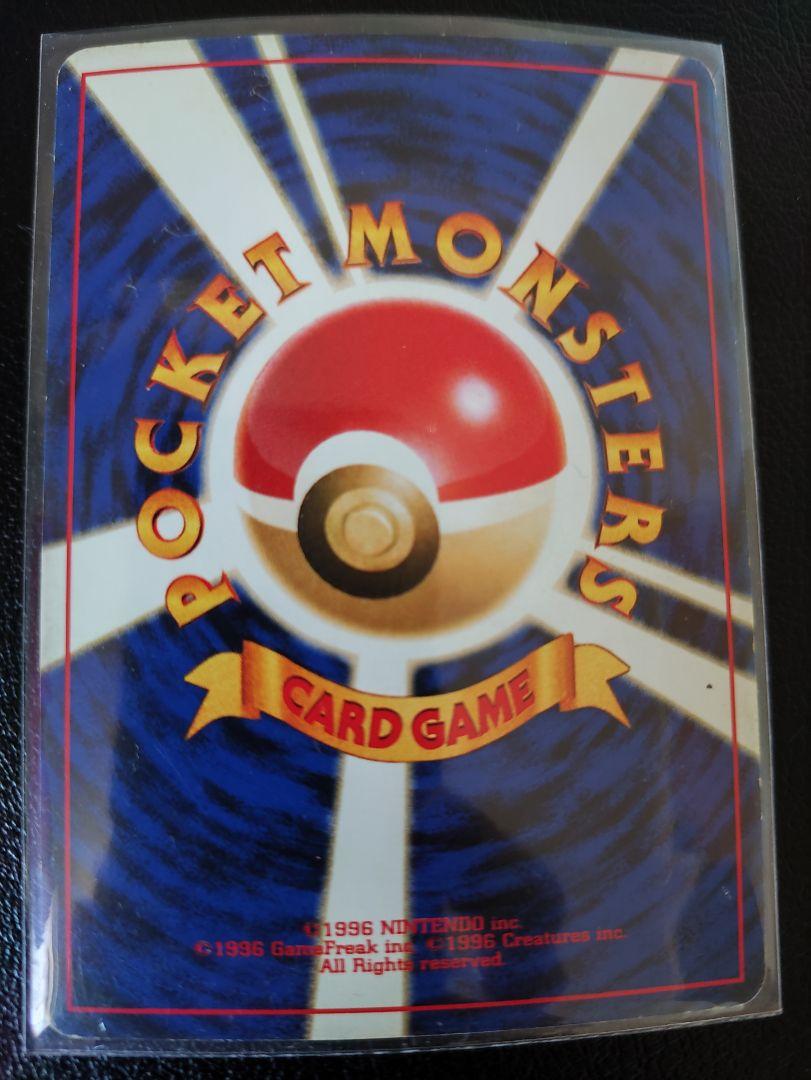 POCKET MONSTERS
CARD GAME
©1996 NINTENDO inc.
©1996 GameFreak inc. ©1996 Creatures inc.
All Rights reserved.